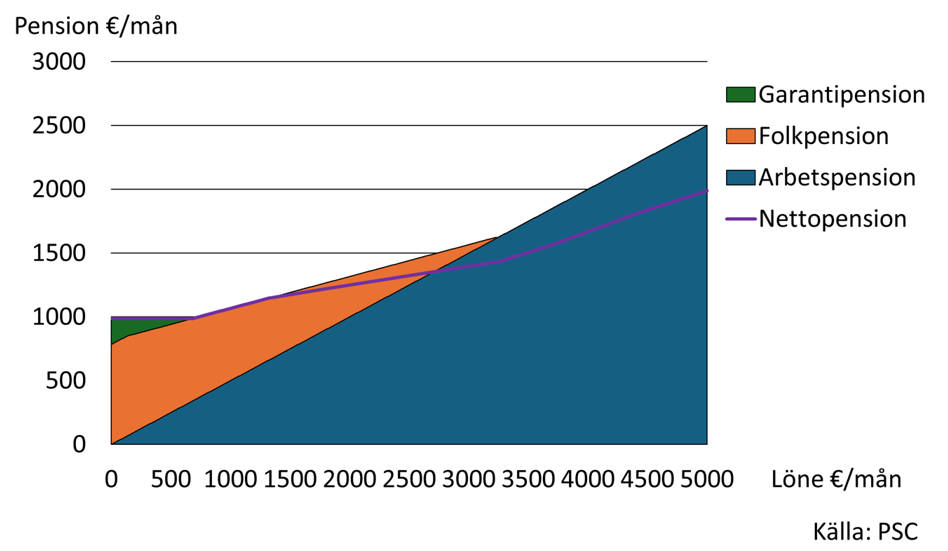 Pension €/mån
3000
2500
2000
1500
1000
500
0
0 500 1000 1500 2000 2500 3000 3500 4000 4500 5000
Löne €/mån
Garantipension
Folkpension
Arbetspension
Nettopension
Källa: PSC